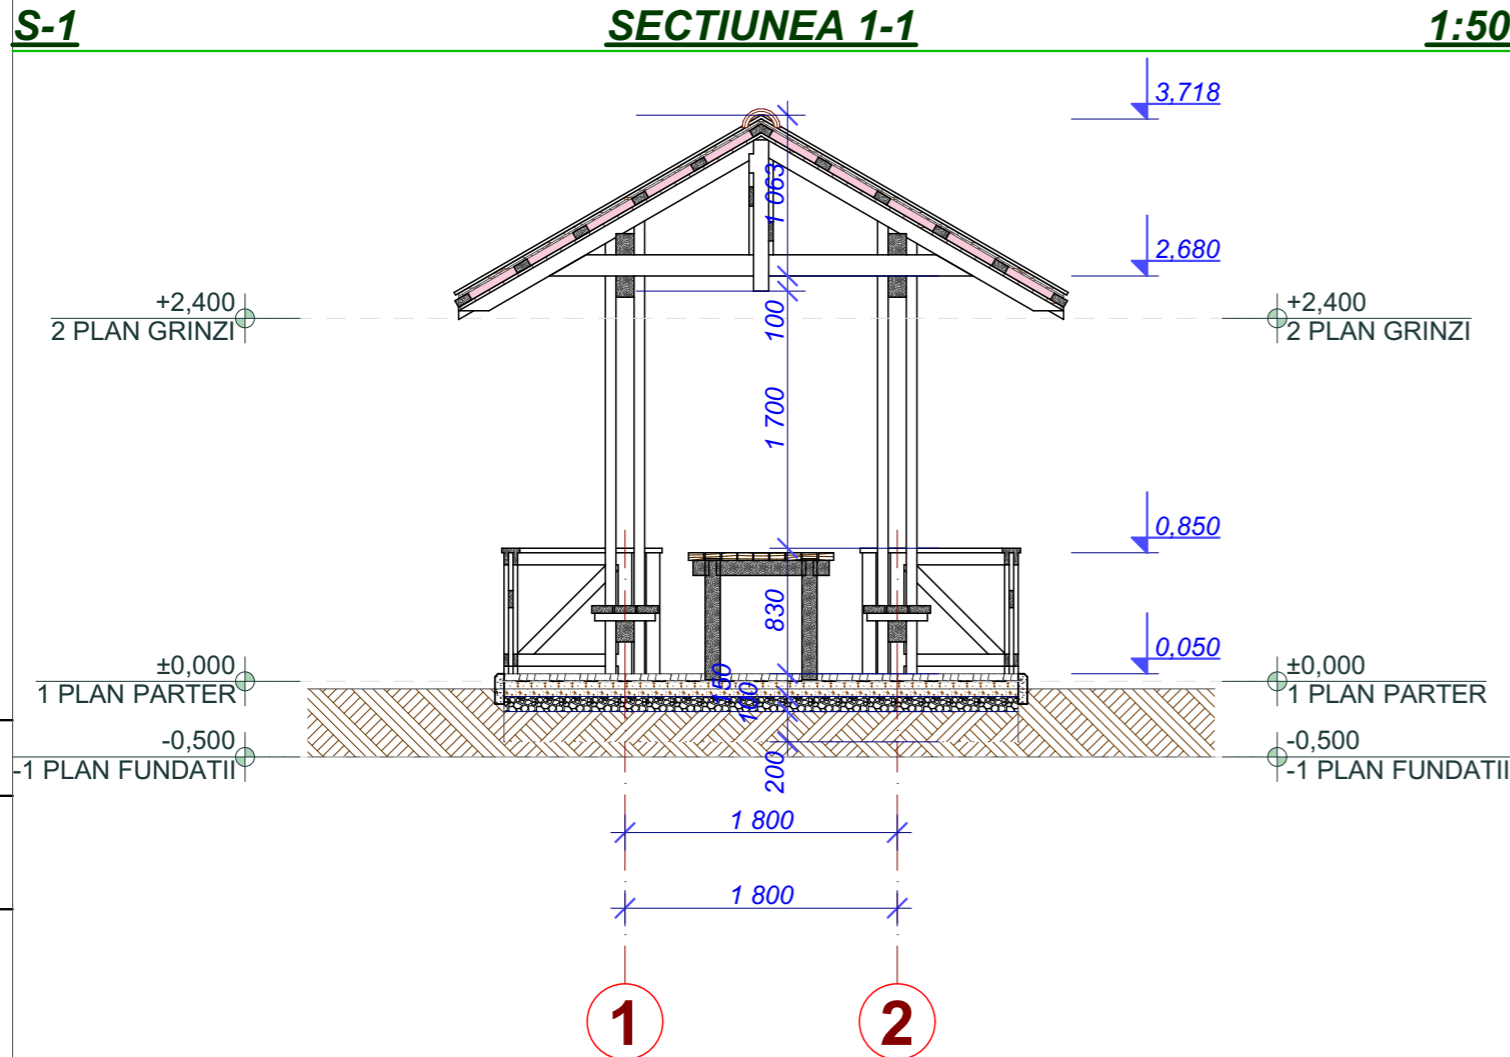 S-1
SECTIUNEA 1-1
1:50
3,718
1 063
2,680
+2,400
2 PLAN GRINZI
+2,400
2 PLAN GRINZI
100
1 700
0,850
830
0,050
±0,000
1 PLAN PARTER
150
100
±0,000
1 PLAN PARTER
-0,500
-1 PLAN FUNDATII
200
-0,500
-1 PLAN FUNDATII
1 800
1 800
1
2